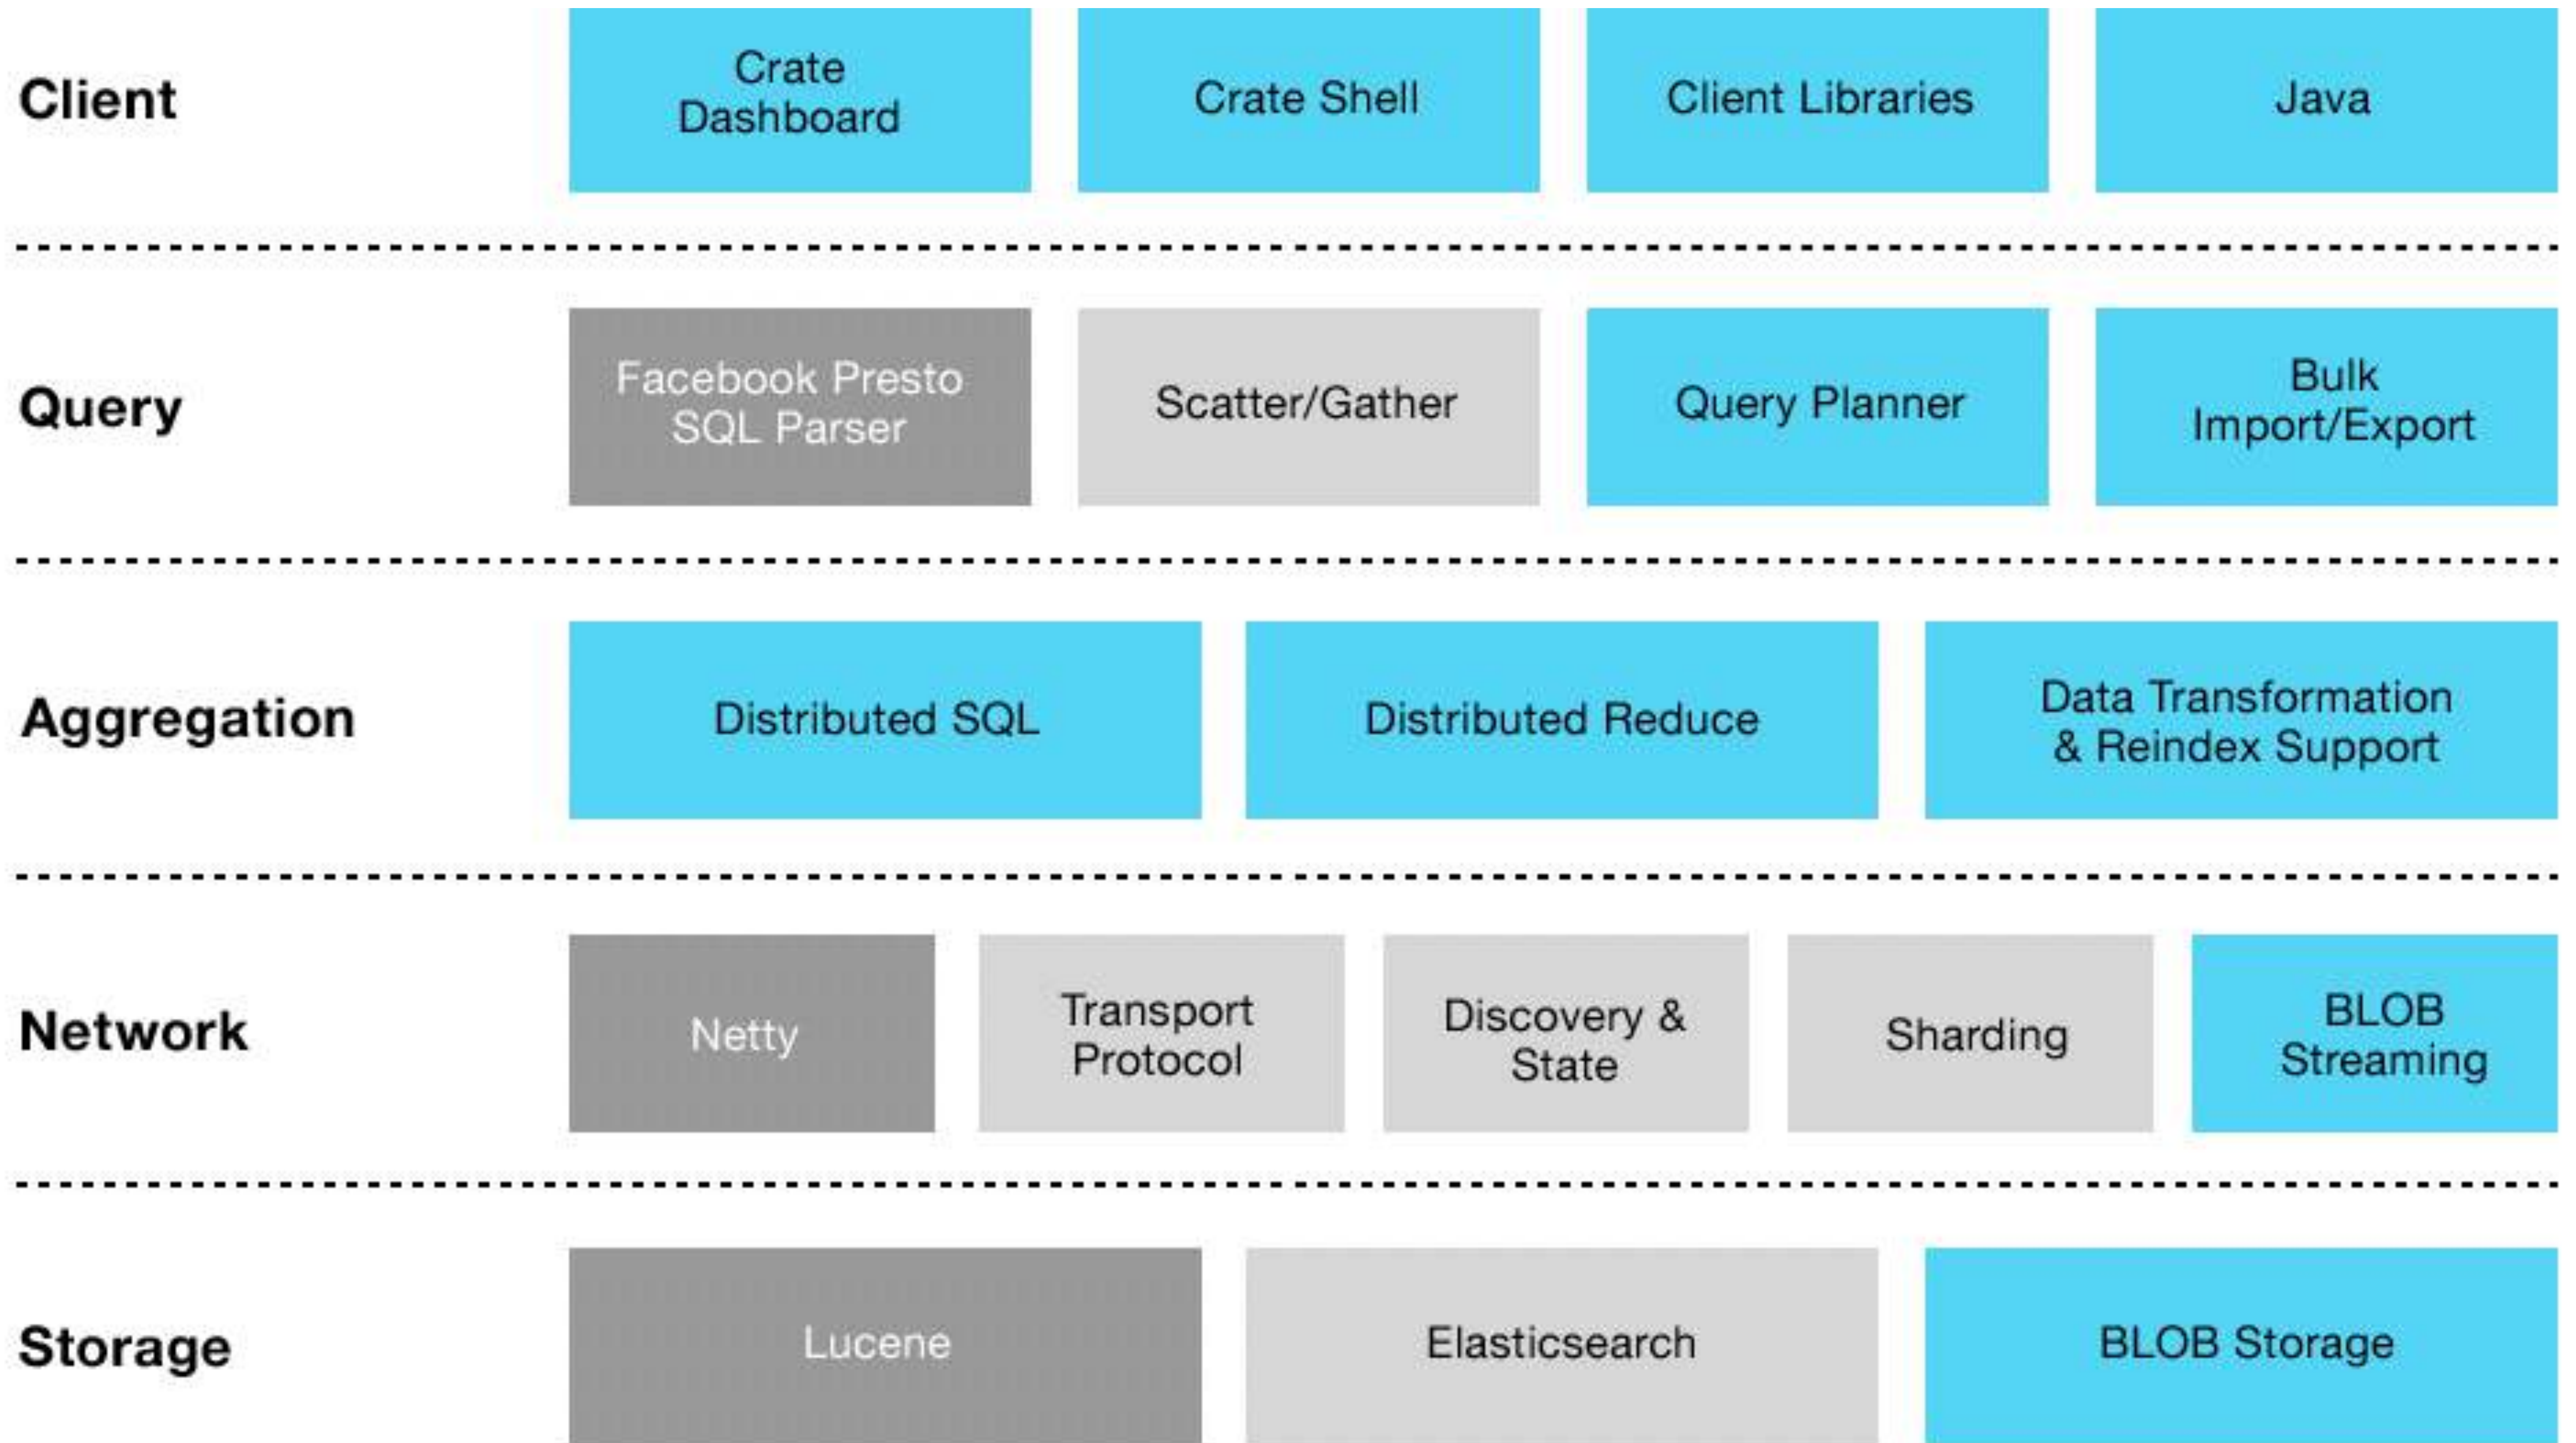 Client
Crate
Dashboard
Crate Shell
Client Libraries
Java
Query
Facebook Presto
SQL Parser
Scatter/Gather
Query Planner
Bulk
Import/Export
Aggregation
Distributed SQL
Distributed Reduce
Data Transformation
& Reindex Support
Network
Netty
Transport
Protocol
Discovery &
State
Sharding
BLOB
Streaming
Storage
Lucene
Elasticsearch
BLOB Storage